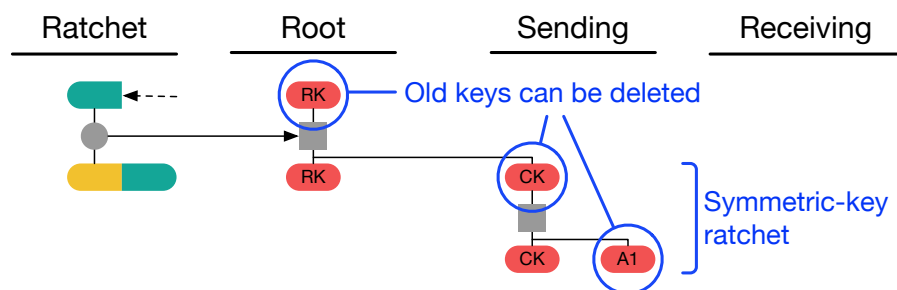 Ratchet
Root
Sending
Receiving
RK
Old keys can be deleted
RK
CK
Symmetric-key
ratchet
CK
A1